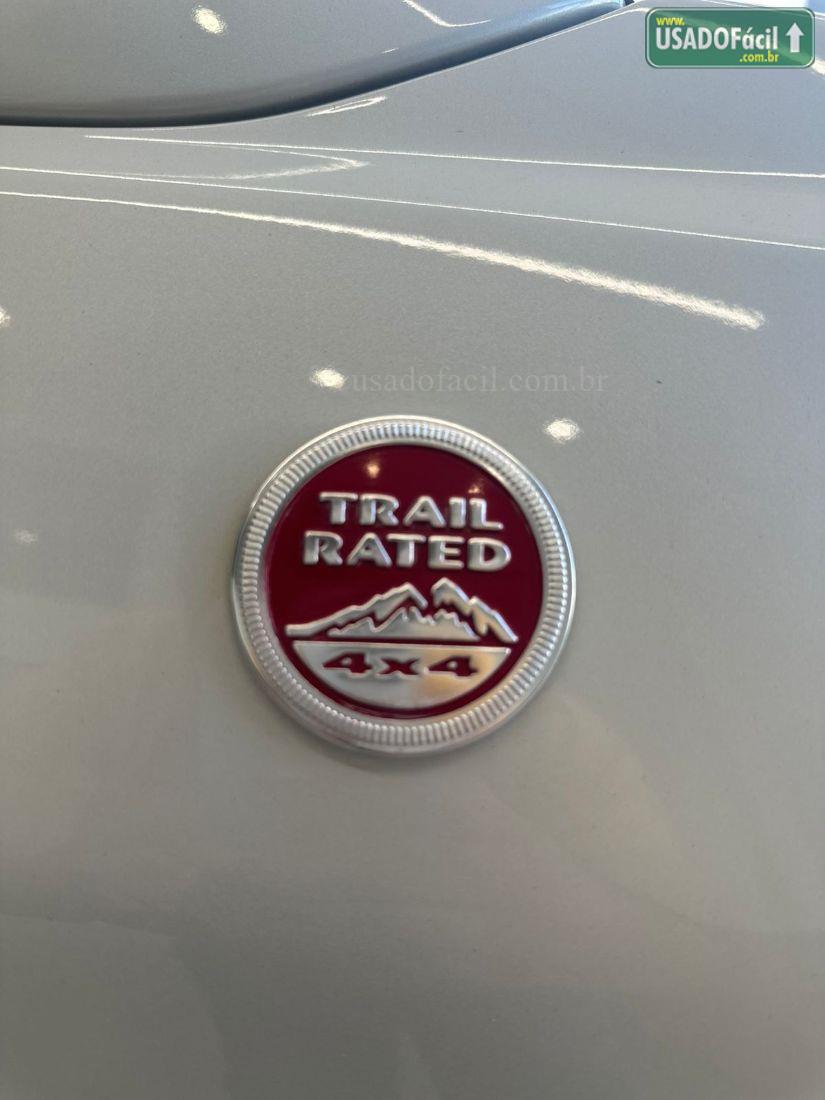 www.
USADOFácil
.com.br
usadofacil.com.br
TRAIL
RATED
4x4